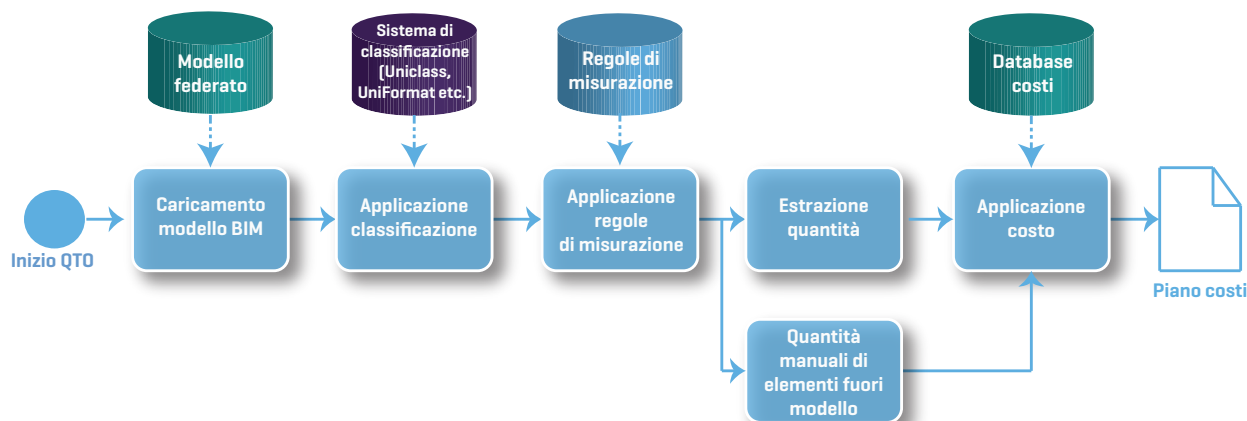 Modello
federato
Sistema di
classificazione
(Uniclass,
UniFormat etc.)
Regole di
misurazione
Database
costi
Inizio QTO
Caricamento
modello BIM
Applicazione
classificazione
Applicazione
regole
di misurazione
Estrazione
quantità
Applicazione
costo
Piano costi
Quantità
manuali di
elementi fuori
modello